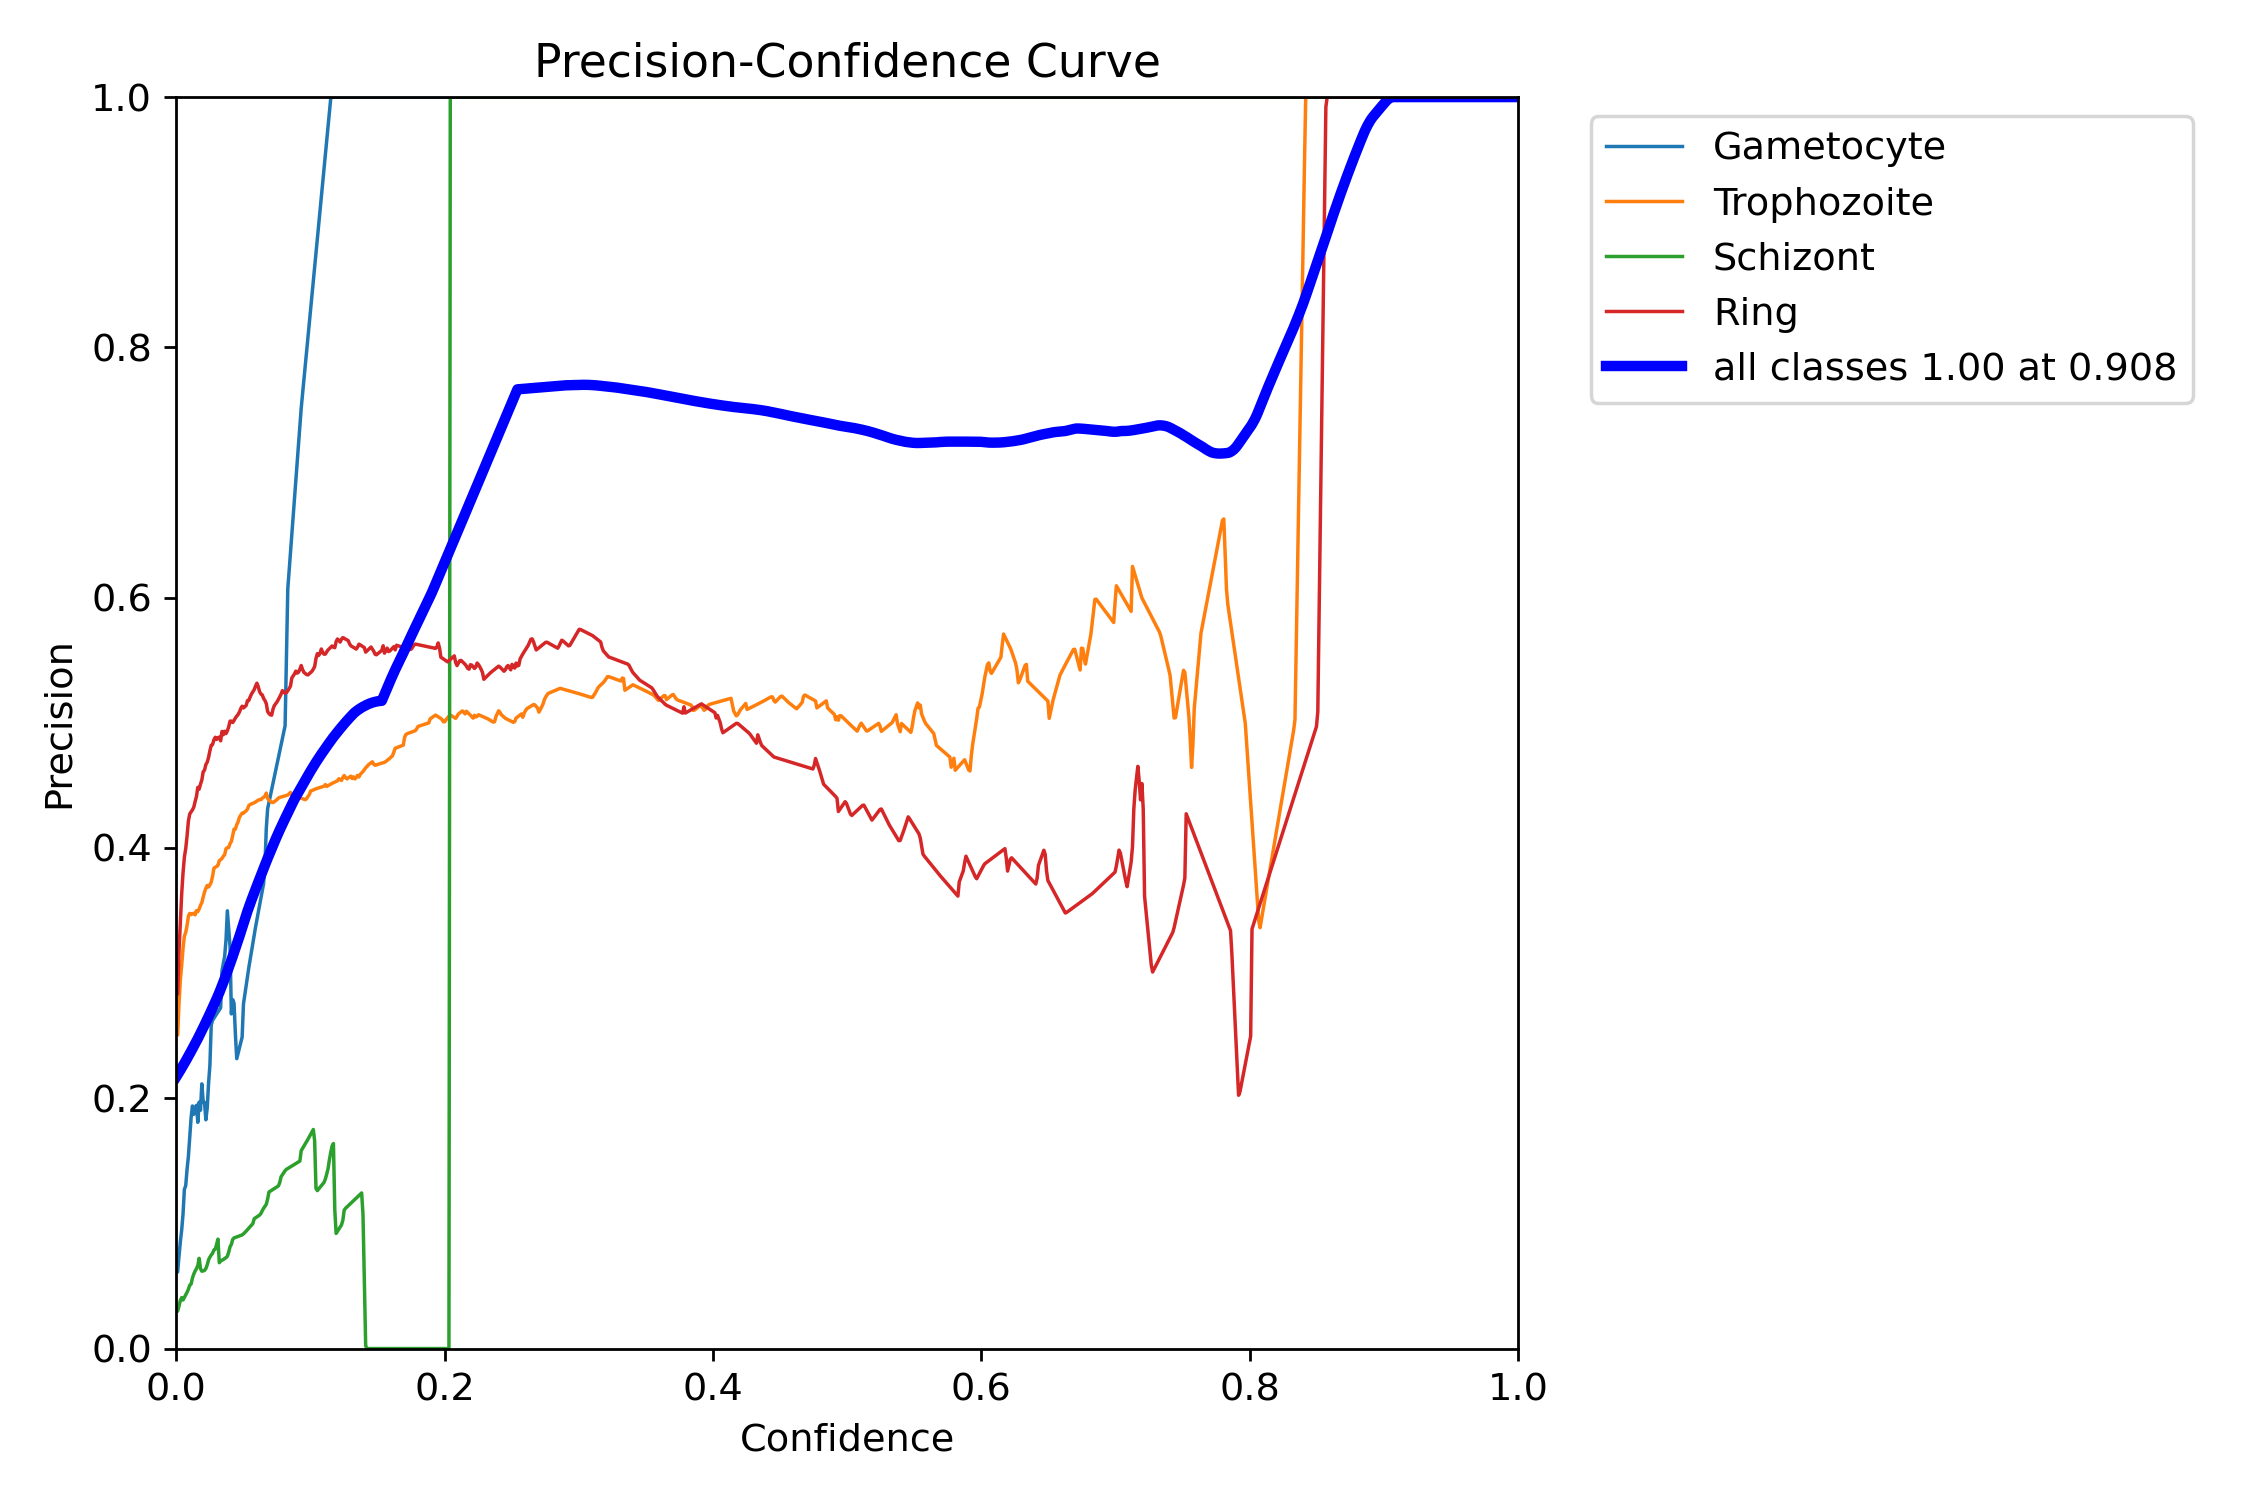 Precision-Confidence Curve
1.0
0.8
0.6
0.4
0.2
0.0
Precision
0.0 0.2 0.4 0.6 0.8 1.0
Confidence
Gametocyte
Trophozoite
Schizont
Ring
all classes 1.00 at 0.908